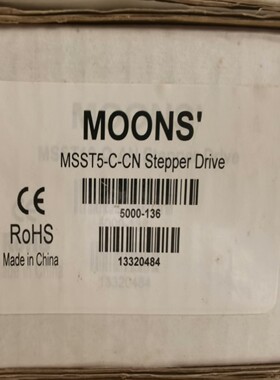 MOONS'
MSST5-C-CN Stepper Drive
CE
5000-136
RoHS
Made in China
13320484